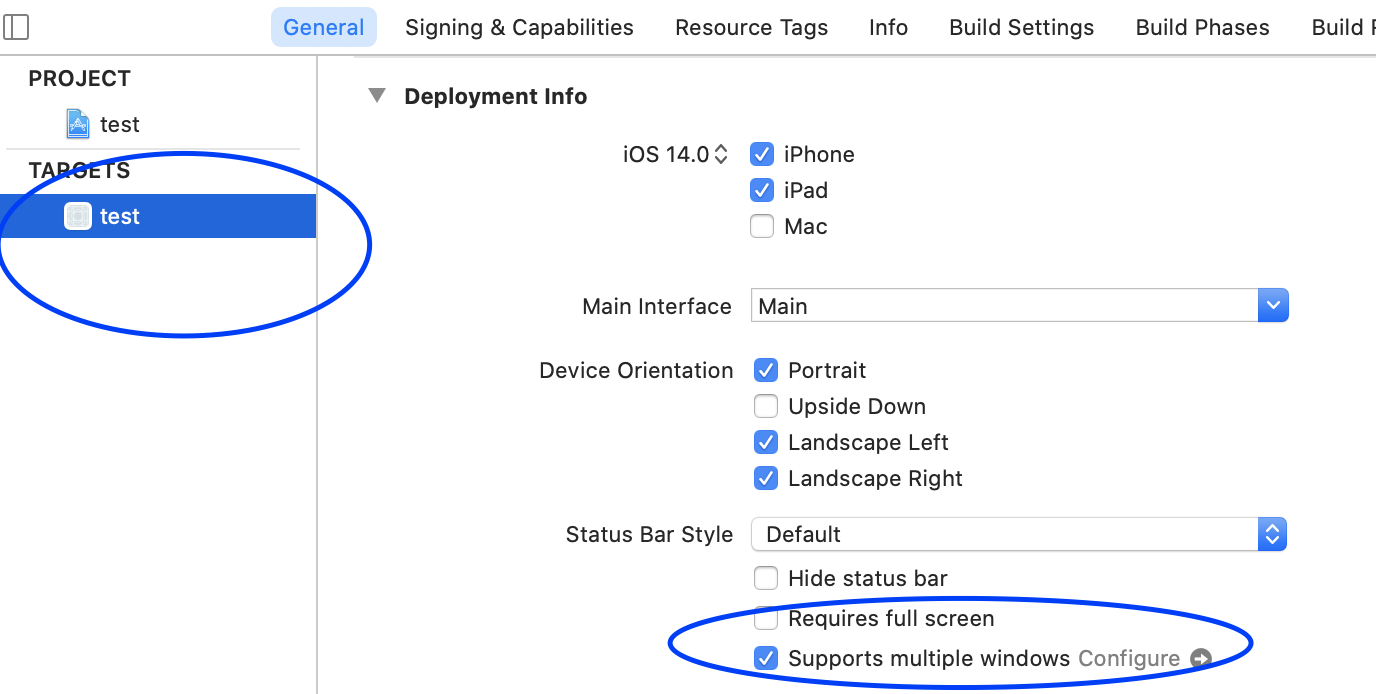 General Signing & Capabilities Resource Tags Info Build Settings Build Phases Build
PROJECT
test
TARGETS
test
Deployment Info
iOS 14.0 iPhone
iPad
Mac
Main Interface Main
Device Orientation Portrait
Upside Down
Landscape Left
Landscape Right
Status Bar Style Default
Hide status bar
Requires full screen
Supports multiple windows Configure